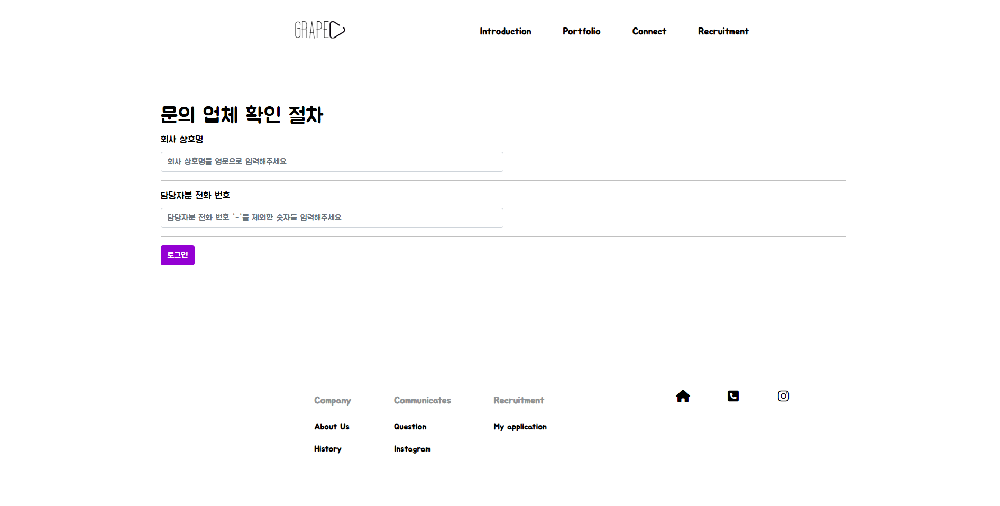 GRAPE
Introduction Portfolio Connect Recruitment
문의 업체 확인 절차
회사 상호명
회사 상호명을 영문으로 입력해주세요
담당자분 전화 번호
담당자분 전화 번호 '-'을 제외한 숫자를 입력해주세요
로그인
Company Communicates Recruitment
About Us Question My application
History Instagram